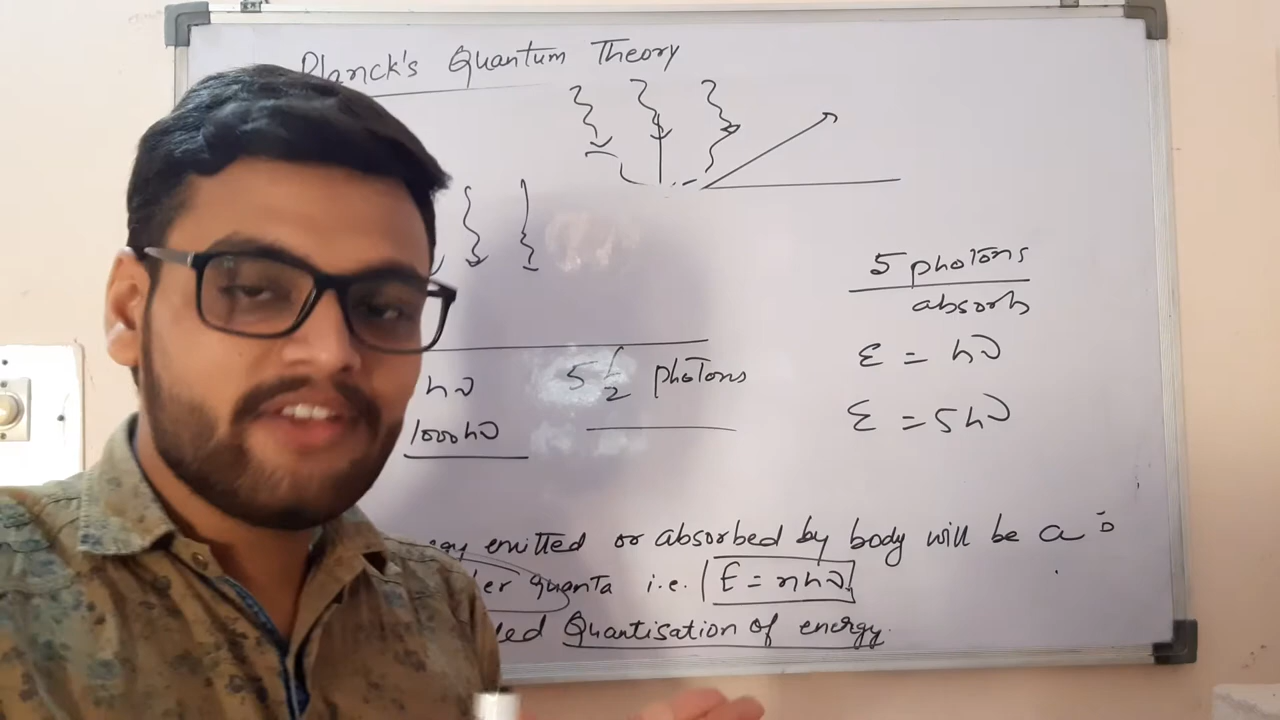 Planck's Quantum Theory
5 photons
absorb
hν
5 1/2 photons
E = hν
1000hν
E = 5hν
emitted or absorbed by body will be a
quanta i.e. E = nhν
Quantisation of energy.